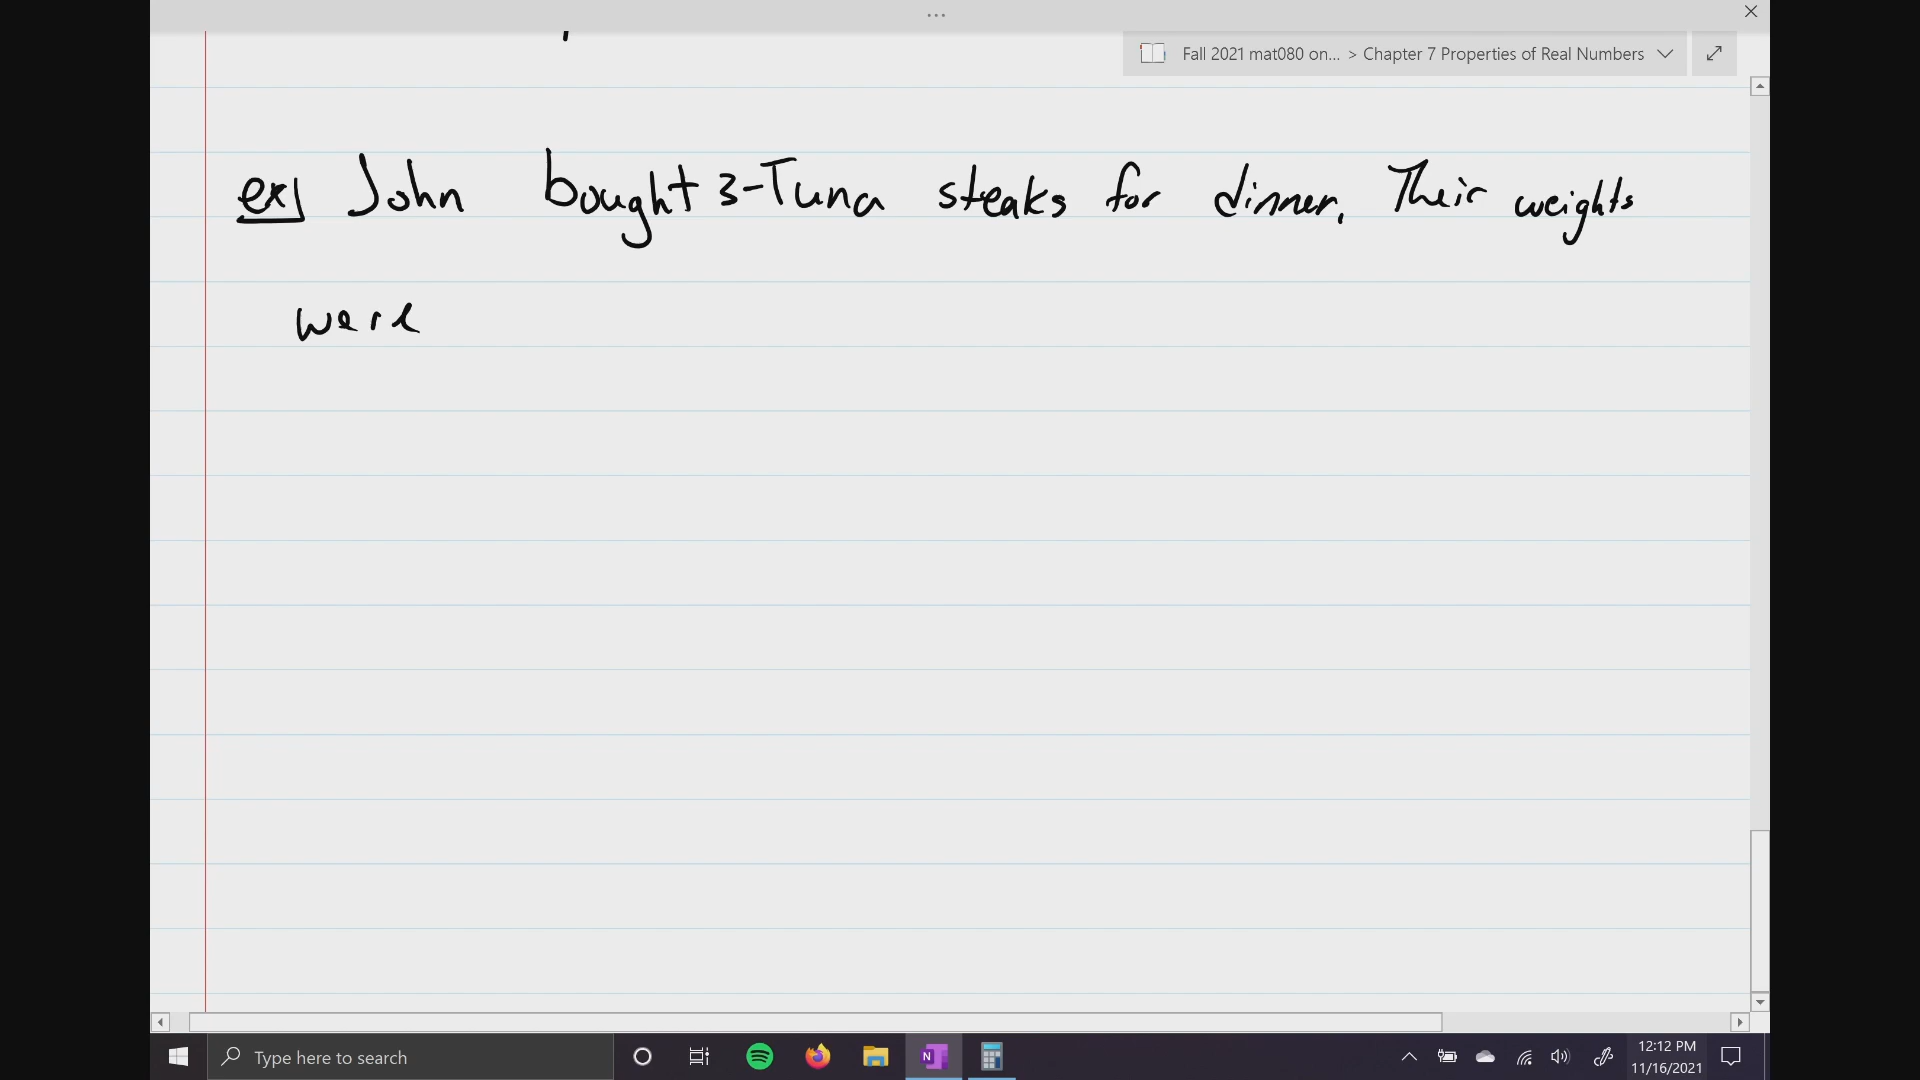 ...
Fall 2021 mat080 on... > Chapter 7 Properties of Real Numbers
ex| John bought 3-Tuna steaks for dinner. Their weights
were
Type here to search
12:12 PM
11/16/2021